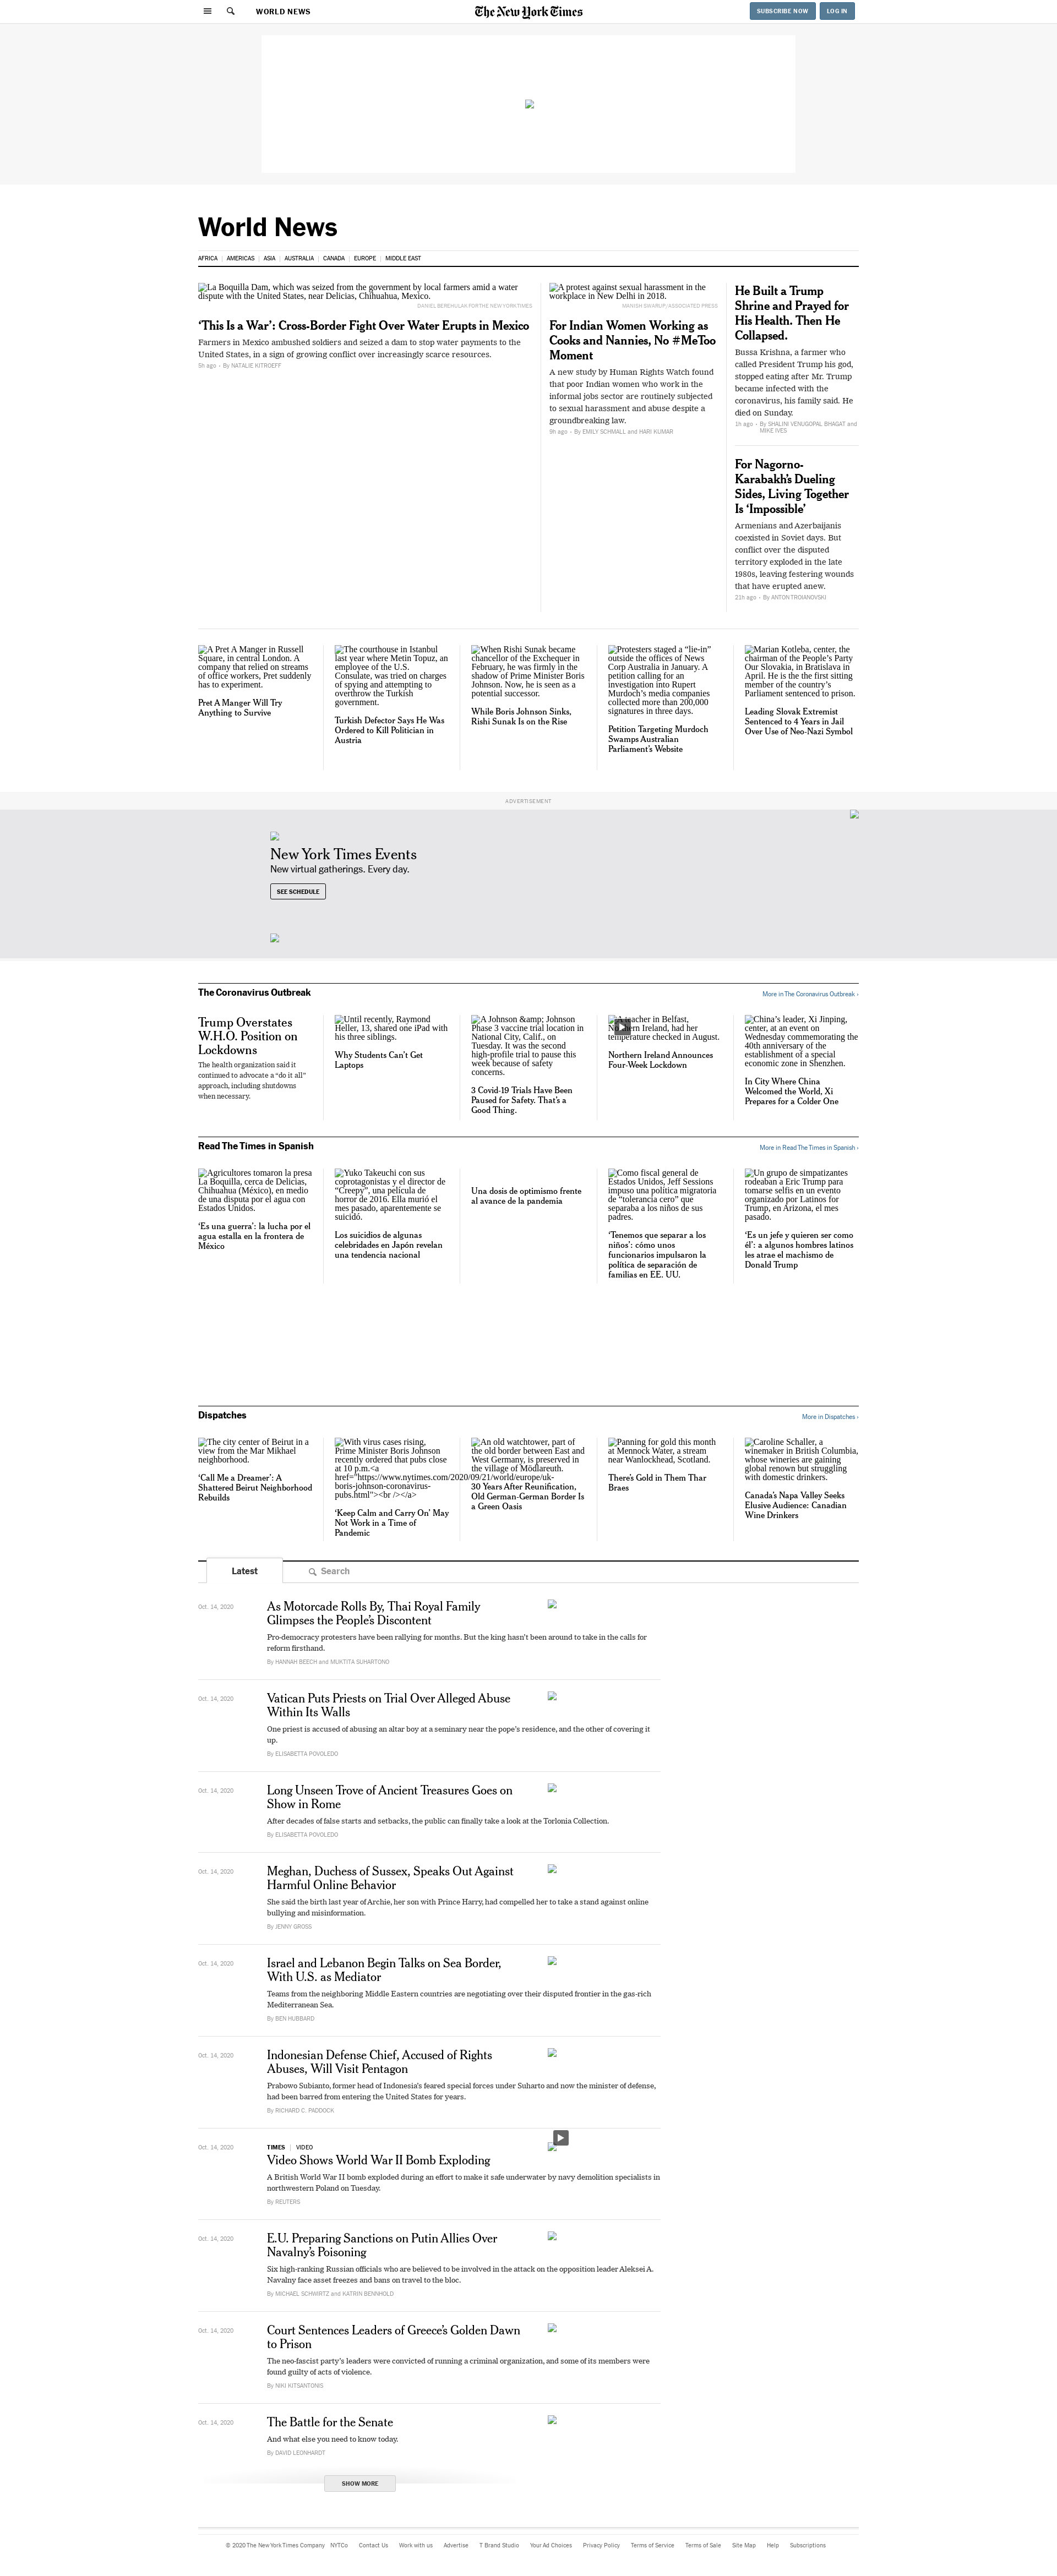 WORLD NEWS
The New York Times
SUBSCRIBE NOW
LOG IN
World News
AFRICA | AMERICAS | ASIA | AUSTRALIA | CANADA | EUROPE | MIDDLE EAST
La Boquilla Dam, which was seized from the government by local farmers amid a water
dispute with the United States, near Delicias, Chihuahua, Mexico.
DANIEL BEREHULAK FOR THE NEW YORK TIMES
‘This Is a War’: Cross-Border Fight Over Water Erupts in Mexico
Farmers in Mexico ambushed soldiers and seized a dam to stop water payments to the
United States, in a sign of growing conflict over increasingly scarce resources.
5h ago • By NATALIE KITROEFF
A protest against sexual harassment in the
workplace in New Delhi in 2018.
MANISH SWARUP/ASSOCIATED PRESS
For Indian Women Working as
Cooks and Nannies, No #MeToo
Moment
A new study by Human Rights Watch found
that poor Indian women who work in the
informal jobs sector are routinely subjected
to sexual harassment and abuse despite a
groundbreaking law.
9h ago • By EMILY SCHMALL and HARI KUMAR
He Built a Trump
Shrine and Prayed for
His Health. Then He
Collapsed.
Bussa Krishna, a farmer who
called President Trump his god,
stopped eating after Mr. Trump
became infected with the
coronavirus, his family said. He
died on Sunday.
1h ago • By SHALINI VENUGOPAL BHAGAT and
MIKE IVES
For Nagorno-
Karabakh’s Dueling
Sides, Living Together
Is ‘Impossible’
Armenians and Azerbaijanis
coexisted in Soviet days. But
conflict over the disputed
territory exploded in the late
1980s, leaving festering wounds
that have erupted anew.
21h ago • By ANTON TROIANOVSKI
A Pret A Manger in Russell
Square, in central London. A
company that relied on streams
of office workers, Pret suddenly
has to experiment.
Pret A Manger Will Try
Anything to Survive
The courthouse in Istanbul
last year where Metin Topuz, an
employee of the U.S.
Consulate, was tried on charges
of spying and attempting to
overthrow the Turkish
government.
Turkish Defector Says He Was
Ordered to Kill Politician in
Austria
When Rishi Sunak became
chancellor of the Exchequer in
February, he was firmly in the
shadow of Prime Minister Boris
Johnson. Now, he is seen as a
potential successor.
While Boris Johnson Sinks,
Rishi Sunak Is on the Rise
Protesters staged a “lie-in”
outside the offices of News
Corp Australia in January. A
petition calling for an
investigation into Rupert
Murdoch’s media companies
collected more than 200,000
signatures in three days.
Petition Targeting Murdoch
Swamps Australian
Parliament’s Website
Marian Kotleba, center, the
chairman of the People’s Party
Our Slovakia, in Bratislava in
April. He is the the first sitting
member of the country’s
Parliament sentenced to prison.
Leading Slovak Extremist
Sentenced to 4 Years in Jail
Over Use of Neo-Nazi Symbol
ADVERTISEMENT
New York Times Events
New virtual gatherings. Every day.
SEE SCHEDULE
The Coronavirus Outbreak
More in The Coronavirus Outbreak ›
Trump Overstates
W.H.O. Position on
Lockdowns
The health organization said it
continued to advocate a “do it all”
approach, including shutdowns
when necessary.
Until recently, Raymond
Heller, 13, shared one iPad with
his three siblings.
Why Students Can’t Get
Laptops
A Johnson &amp; Johnson
Phase 3 vaccine trial location in
National City, Calif., on
Tuesday. It was the second
high-profile trial to pause this
week because of safety
concerns.
3 Covid-19 Trials Have Been
Paused for Safety. That’s a
Good Thing.
A teacher in Belfast,
Northern Ireland, had her
temperature checked in August.
Northern Ireland Announces
Four-Week Lockdown
China’s leader, Xi Jinping,
center, at an event on
Wednesday commemorating the
40th anniversary of the
establishment of a special
economic zone in Shenzhen.
In City Where China
Welcomed the World, Xi
Prepares for a Colder One
Read The Times in Spanish
More in Read The Times in Spanish ›
Agricultores tomaron la presa
La Boquilla, cerca de Delicias,
Chihuahua (México), en medio
de una disputa por el agua con
Estados Unidos.
‘Es una guerra’: la lucha por el
agua estalla en la frontera de
México
Yuko Takeuchi con sus
coprotagonistas y el director de
“Creepy”, una película de
horror de 2016. Ella murió el
mes pasado, aparentemente se
suicidó.
Los suicidios de algunas
celebridades en Japón revelan
una tendencia nacional
Una dosis de optimismo frente
al avance de la pandemia
Como fiscal general de
Estados Unidos, Jeff Sessions
impuso una política migratoria
de “tolerancia cero” que
separaba a los niños de sus
padres.
‘Tenemos que separar a los
niños’: cómo unos
funcionarios impulsaron la
política de separación de
familias en EE. UU.
Un grupo de simpatizantes
rodeaban a Eric Trump para
tomarse selfis en un evento
organizado por Latinos for
Trump, en Arizona, el mes
pasado.
‘Es un jefe y quieren ser como
él’: a algunos hombres latinos
les atrae el machismo de
Donald Trump
Dispatches
More in Dispatches ›
The city center of Beirut in a
view from the Mar Mikhael
neighborhood.
‘Call Me a Dreamer’: A
Shattered Beirut Neighborhood
Rebuilds
With virus cases rising,
Prime Minister Boris Johnson
recently ordered that pubs close
at 10 p.m.<a
href="https://www.nytimes.com/2020/09/21/world/europe/uk-
boris-johnson-coronavirus-
pubs.html"><br /></a>
‘Keep Calm and Carry On’ May
Not Work in a Time of
Pandemic
An old watchtower, part of
the old border between East and
West Germany, is preserved in
the village of Mödlareuth.
30 Years After Reunification,
Old German-German Border Is
a Green Oasis
Panning for gold this month
at Mennock Water, a stream
near Wanlockhead, Scotland.
There’s Gold in Them Thar
Braes
Caroline Schaller, a
winemaker in British Columbia,
whose wineries are gaining
global renown but struggling
with domestic drinkers.
Canada’s Napa Valley Seeks
Elusive Audience: Canadian
Wine Drinkers
Latest
Search
Oct. 14, 2020
As Motorcade Rolls By, Thai Royal Family
Glimpses the People’s Discontent
Pro-democracy protesters have been rallying for months. But the king hasn’t been around to take in the calls for
reform firsthand.
By HANNAH BEECH and MUKTITA SUHARTONO
Oct. 14, 2020
Vatican Puts Priests on Trial Over Alleged Abuse
Within Its Walls
One priest is accused of abusing an altar boy at a seminary near the pope’s residence, and the other of covering it
up.
By ELISABETTA POVOLEDO
Oct. 14, 2020
Long Unseen Trove of Ancient Treasures Goes on
Show in Rome
After decades of false starts and setbacks, the public can finally take a look at the Torlonia Collection.
By ELISABETTA POVOLEDO
Oct. 14, 2020
Meghan, Duchess of Sussex, Speaks Out Against
Harmful Online Behavior
She said the birth last year of Archie, her son with Prince Harry, had compelled her to take a stand against online
bullying and misinformation.
By JENNY GROSS
Oct. 14, 2020
Israel and Lebanon Begin Talks on Sea Border,
With U.S. as Mediator
Teams from the neighboring Middle Eastern countries are negotiating over their disputed frontier in the gas-rich
Mediterranean Sea.
By BEN HUBBARD
Oct. 14, 2020
Indonesian Defense Chief, Accused of Rights
Abuses, Will Visit Pentagon
Prabowo Subianto, former head of Indonesia’s feared special forces under Suharto and now the minister of defense,
had been barred from entering the United States for years.
By RICHARD C. PADDOCK
Oct. 14, 2020
TIMES | VIDEO
Video Shows World War II Bomb Exploding
A British World War II bomb exploded during an effort to make it safe underwater by navy demolition specialists in
northwestern Poland on Tuesday.
By REUTERS
Oct. 14, 2020
E.U. Preparing Sanctions on Putin Allies Over
Navalny’s Poisoning
Six high-ranking Russian officials who are believed to be involved in the attack on the opposition leader Aleksei A.
Navalny face asset freezes and bans on travel to the bloc.
By MICHAEL SCHWIRTZ and KATRIN BENNHOLD
Oct. 14, 2020
Court Sentences Leaders of Greece’s Golden Dawn
to Prison
The neo-fascist party’s leaders were convicted of running a criminal organization, and some of its members were
found guilty of acts of violence.
By NIKI KITSANTONIS
Oct. 14, 2020
The Battle for the Senate
And what else you need to know today.
By DAVID LEONHARDT
SHOW MORE
© 2020 The New York Times Company NYTCo Contact Us Work with us Advertise T Brand Studio Your Ad Choices Privacy Policy Terms of Service Terms of Sale Site Map Help Subscriptions